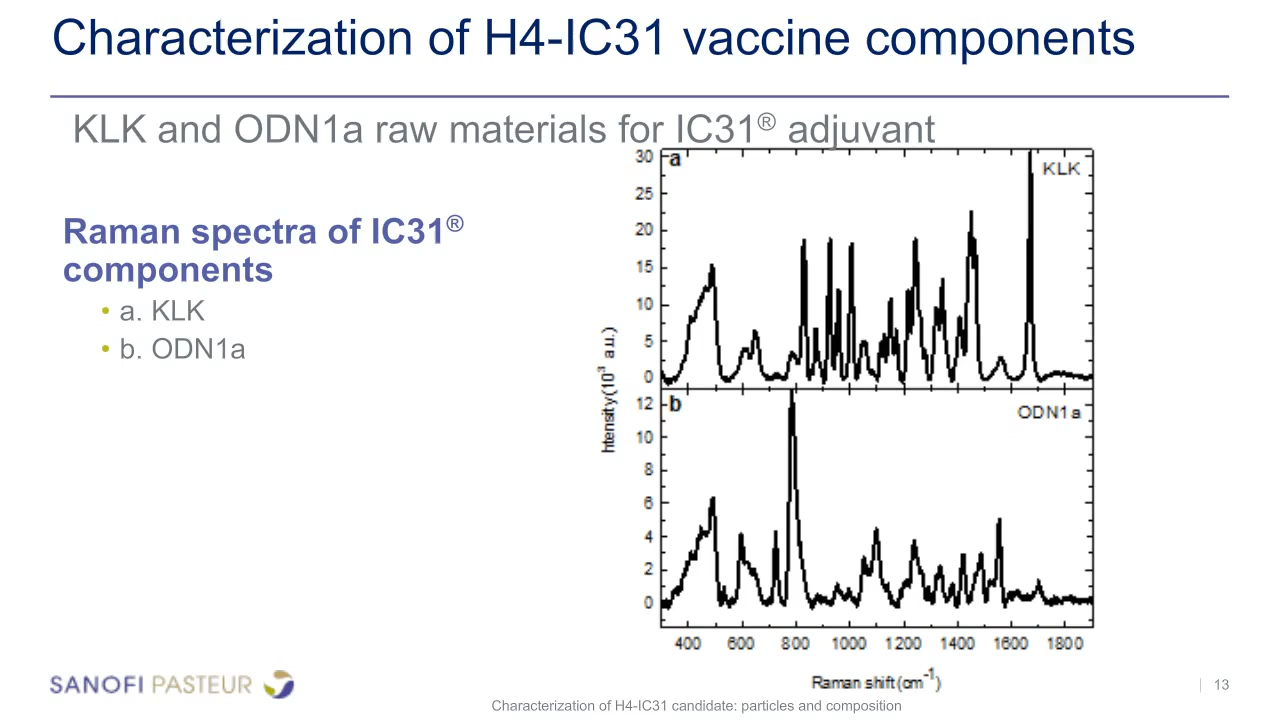 Characterization of H4-IC31 vaccine components
KLK and ODN1a raw materials for IC31® adjuvant
Raman spectra of IC31®
components
• a. KLK
• b. ODN1a
a
KLK
30
25
20
15
10
5
0
Intensity (10³ a.u.)
b
ODN1a
12
10
8
6
4
2
0
400 600 800 1000 1200 1400 1600 1800
Raman shift (cm⁻¹)
SANOFI PASTEUR
13
Characterization of H4-IC31 candidate: particles and composition